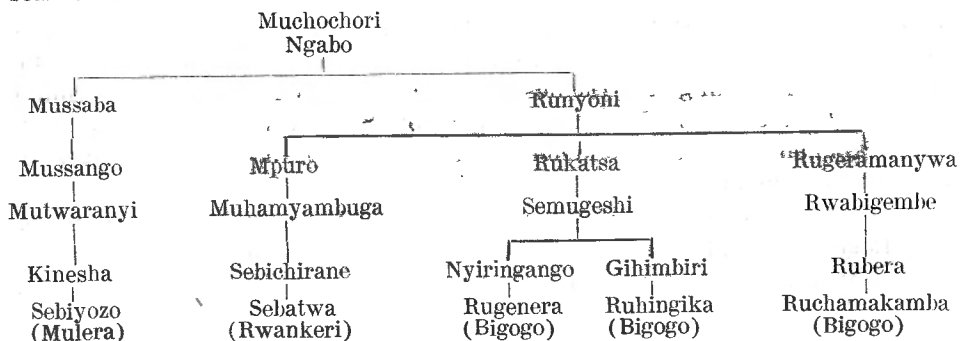 Muchochori
Ngabo
Mussaba Runyoni
Mussango Mpuro Rukatsa Rugeramanywa
Mutwaranyi Muhamyambuga Semugeshi Rwabigembe
Kinesha Sebichirane Nyiringango Gihimbiri Rubera
Sebiyozo Sebatwa Rugenera Ruhingika Ruchamakamba
(Mulera) (Rwankeri) (Bigogo) (Bigogo) (Bigogo)